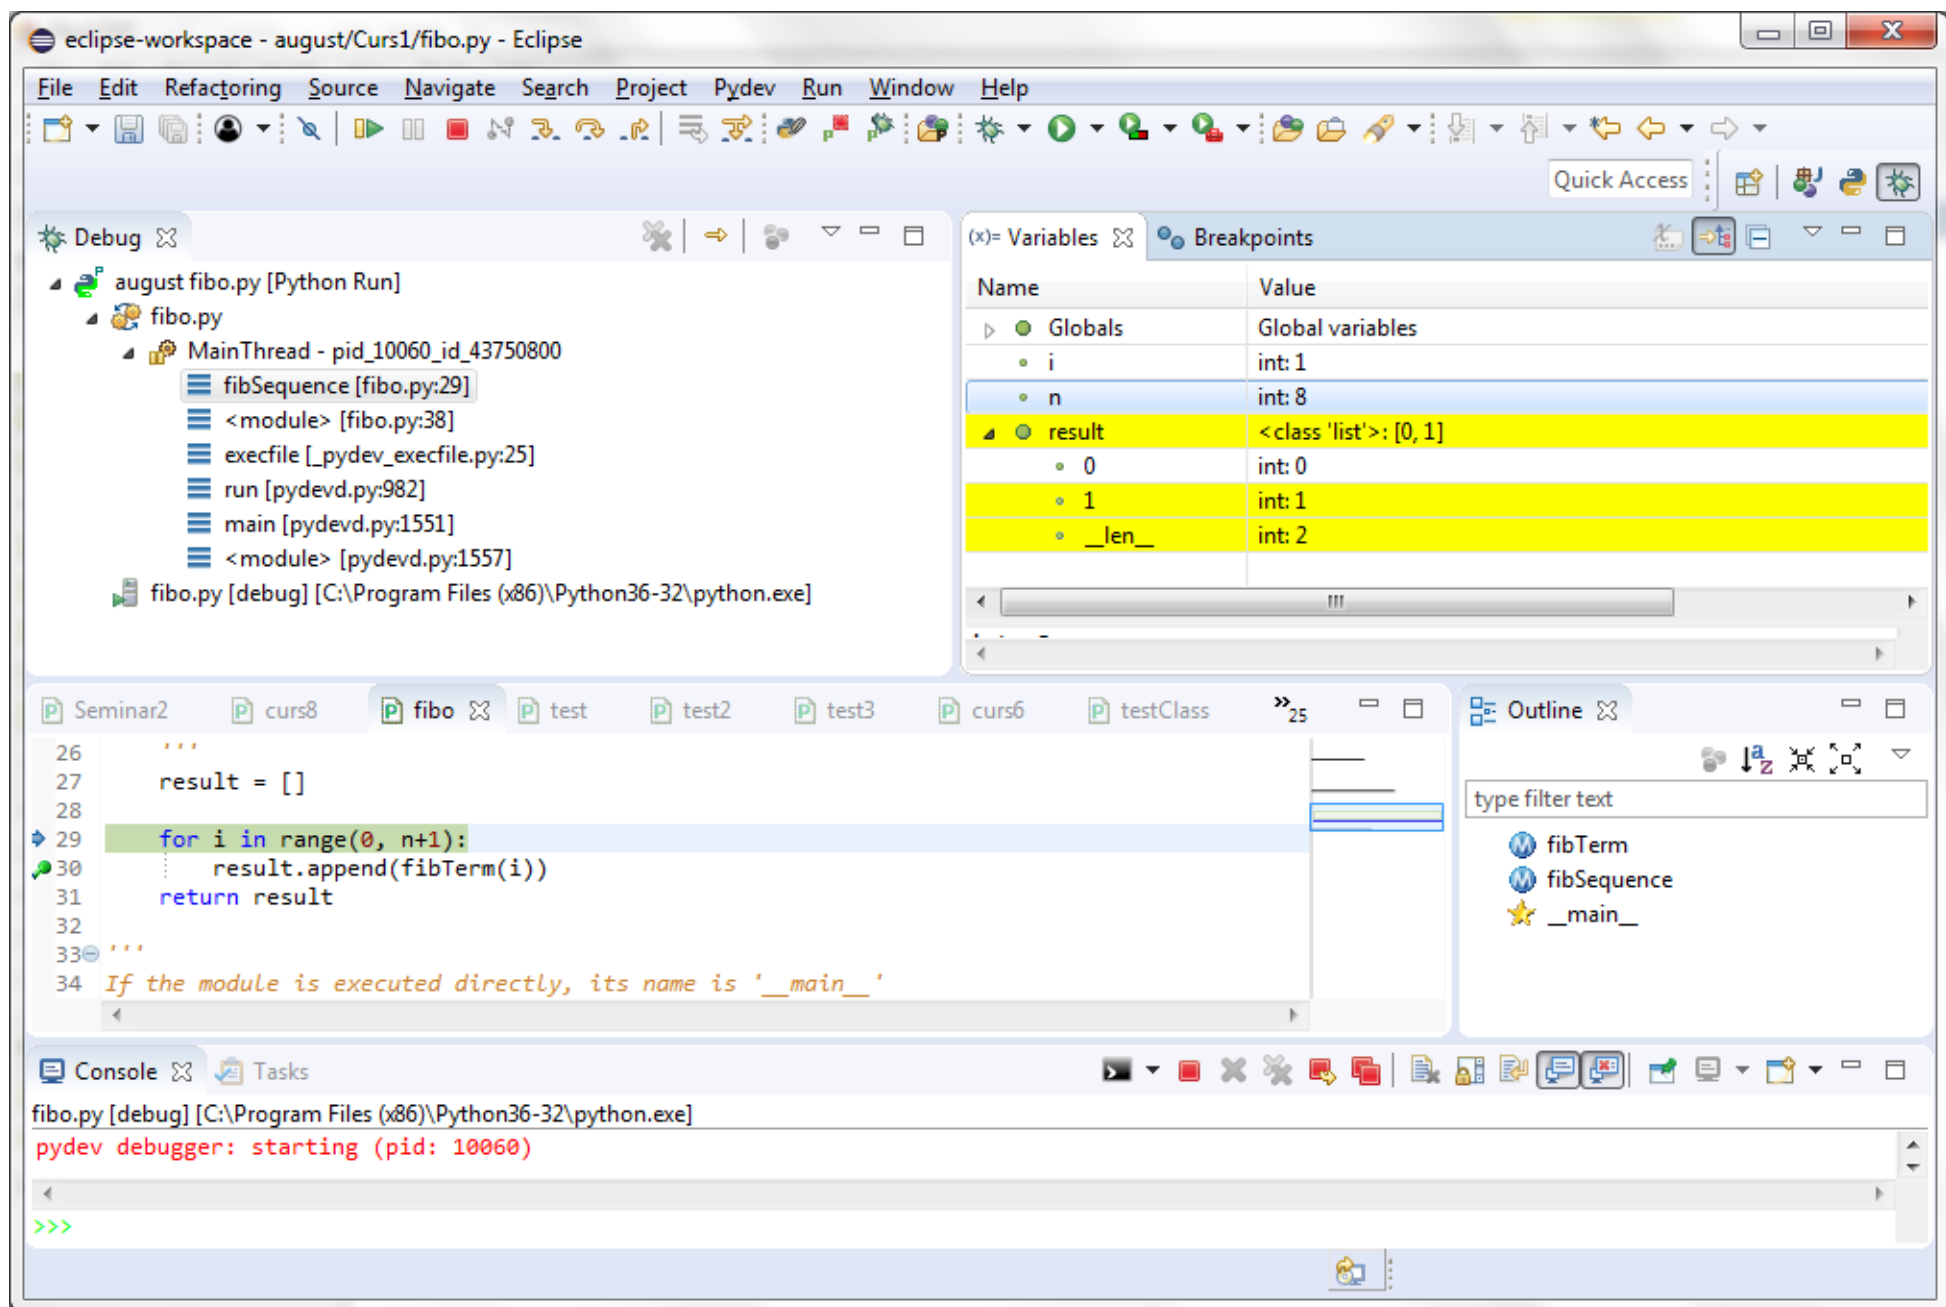 eclipse-workspace - august/Curs1/fibo.py - Eclipse
File Edit Refactoring Source Navigate Search Project Pydev Run Window Help
Quick Access
Debug
august fibo.py [Python Run]
fibo.py
MainThread - pid_10060_id_43750800
fibSequence [fibo.py:29]
<module> [fibo.py:38]
execfile [_pydev_execfile.py:25]
run [pydevd.py:982]
main [pydevd.py:1551]
<module> [pydevd.py:1557]
fibo.py [debug] [C:\Program Files (x86)\Python36-32\python.exe]
(x)= Variables Breakpoints
Name Value
Globals Global variables
i int: 1
n int: 8
result <class 'list'>: [0, 1]
0 int: 0
1 int: 1
__len__ int: 2
Seminar2 curs8 fibo test test2 test3 curs6 testClass »25
26 '''
27 result = []
28
29 for i in range(0, n+1):
30 result.append(fibTerm(i))
31 return result
32
33 '''
34 If the module is executed directly, its name is '__main__'
Outline
type filter text
fibTerm
fibSequence
__main__
Console Tasks
fibo.py [debug] [C:\Program Files (x86)\Python36-32\python.exe]
pydev debugger: starting (pid: 10060)
>>>